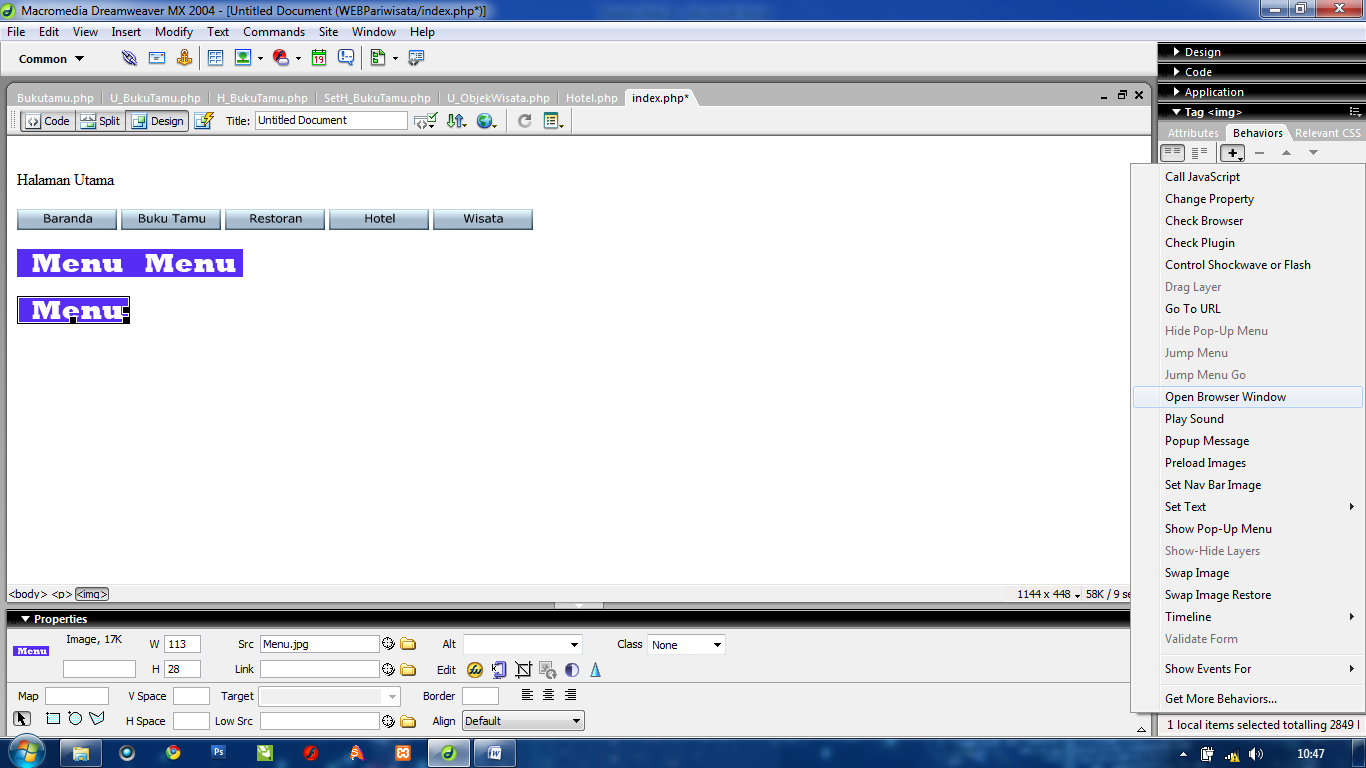 Macromedia Dreamweaver MX 2004 - [Untitled Document (WEBPariwisata/index.php*)]
File Edit View Insert Modify Text Commands Site Window Help
Common
19
Design
Code
Application
Tag <img>
Bukutamu.php U_BukuTamu.php H_BukuTamu.php SetH_BukuTamu.php U_ObjekWisata.php Hotel.php index.php*
Attributes Behaviors Relevant CSS
Code Split Design Title: Untitled Document
Halaman Utama
Baranda Buku Tamu Restoran Hotel Wisata
Menu Menu
Menu
Call JavaScript
Change Property
Check Browser
Check Plugin
Control Shockwave or Flash
Drag Layer
Go To URL
Hide Pop-Up Menu
Jump Menu
Jump Menu Go
Open Browser Window
Play Sound
Popup Message
Preload Images
Set Nav Bar Image
Set Text
Show Pop-Up Menu
Show-Hide Layers
Swap Image
Swap Image Restore
Timeline
Validate Form
Show Events For
Get More Behaviors...
<body> <p> <img> 1144 x 448 58K / 9 se
Properties
Menu
Image, 17K W 113 Src Menu.jpg Alt Class None
H 28 Link Edit
Map V Space Target Border
H Space Low Src Align Default
1 local items selected totalling 2849
Ps W 10:47